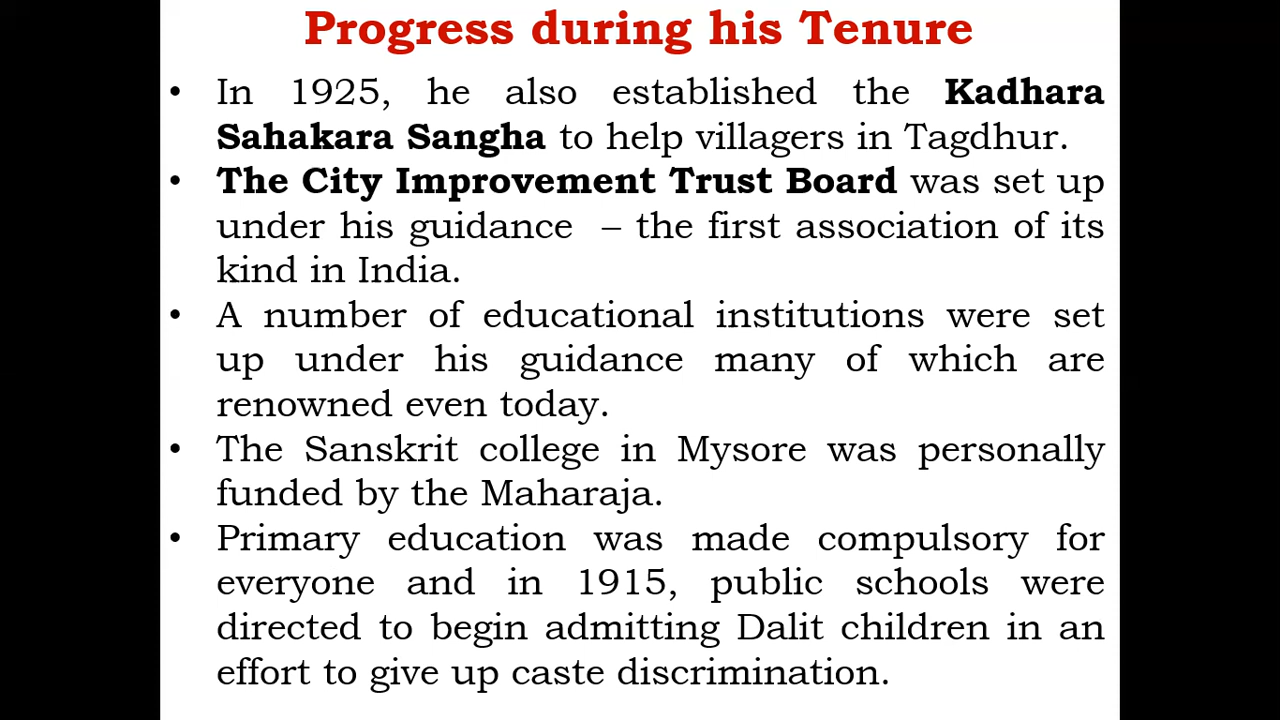 Progress during his Tenure
• In 1925, he also established the Kadhara
Sahakara Sangha to help villagers in Tagdhur.
• The City Improvement Trust Board was set up
under his guidance – the first association of its
kind in India.
• A number of educational institutions were set
up under his guidance many of which are
renowned even today.
• The Sanskrit college in Mysore was personally
funded by the Maharaja.
• Primary education was made compulsory for
everyone and in 1915, public schools were
directed to begin admitting Dalit children in an
effort to give up caste discrimination.